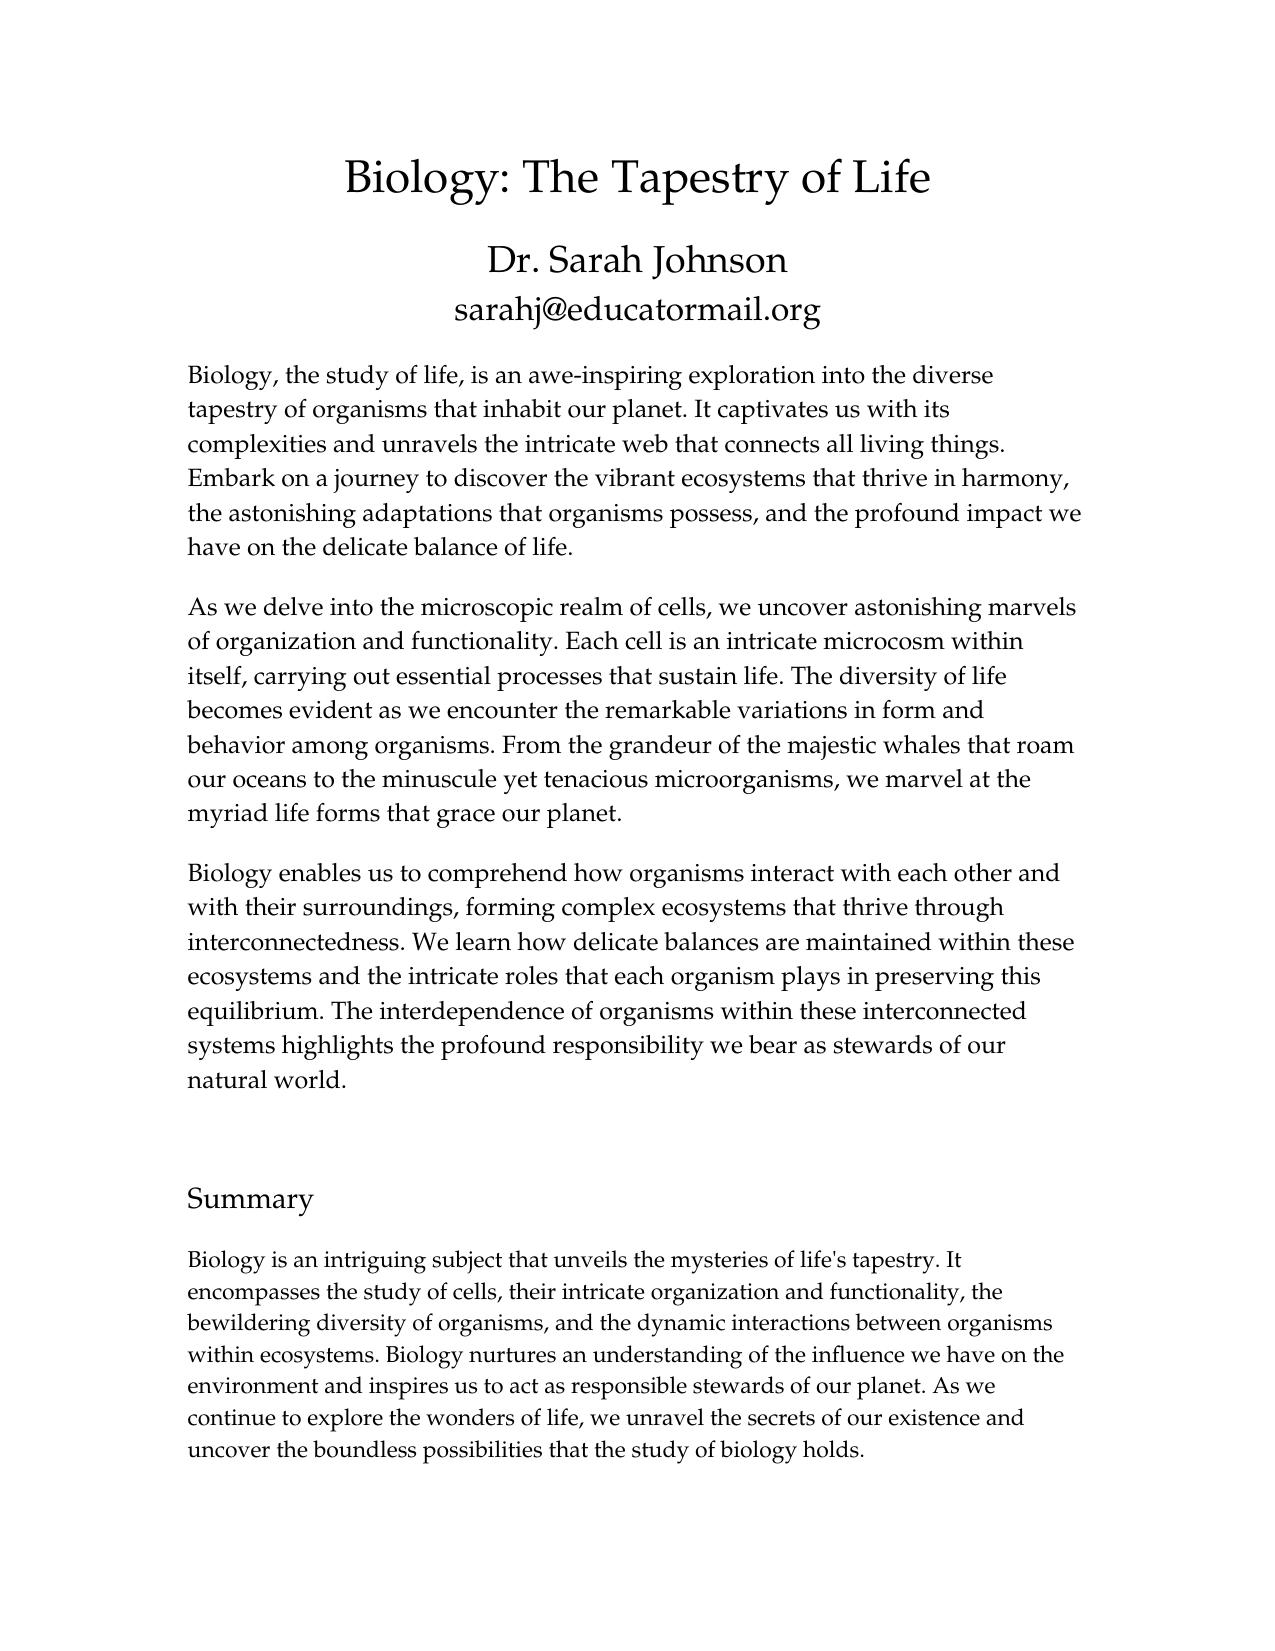 Biology: The Tapestry of Life
Dr. Sarah Johnson
sarahj@educatormail.org
Biology, the study of life, is an awe-inspiring exploration into the diverse
tapestry of organisms that inhabit our planet. It captivates us with its
complexities and unravels the intricate web that connects all living things.
Embark on a journey to discover the vibrant ecosystems that thrive in harmony,
the astonishing adaptations that organisms possess, and the profound impact we
have on the delicate balance of life.
As we delve into the microscopic realm of cells, we uncover astonishing marvels
of organization and functionality. Each cell is an intricate microcosm within
itself, carrying out essential processes that sustain life. The diversity of life
becomes evident as we encounter the remarkable variations in form and
behavior among organisms. From the grandeur of the majestic whales that roam
our oceans to the minuscule yet tenacious microorganisms, we marvel at the
myriad life forms that grace our planet.
Biology enables us to comprehend how organisms interact with each other and
with their surroundings, forming complex ecosystems that thrive through
interconnectedness. We learn how delicate balances are maintained within these
ecosystems and the intricate roles that each organism plays in preserving this
equilibrium. The interdependence of organisms within these interconnected
systems highlights the profound responsibility we bear as stewards of our
natural world.
Summary
Biology is an intriguing subject that unveils the mysteries of life's tapestry. It
encompasses the study of cells, their intricate organization and functionality, the
bewildering diversity of organisms, and the dynamic interactions between organisms
within ecosystems. Biology nurtures an understanding of the influence we have on the
environment and inspires us to act as responsible stewards of our planet. As we
continue to explore the wonders of life, we unravel the secrets of our existence and
uncover the boundless possibilities that the study of biology holds.